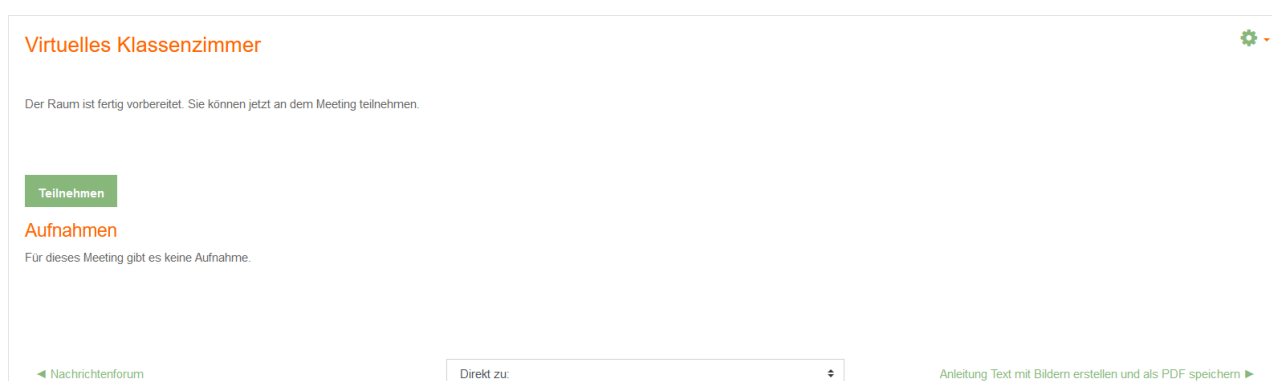 Virtuelles Klassenzimmer
Der Raum ist fertig vorbereitet. Sie können jetzt an dem Meeting teilnehmen.
Teilnehmen
Aufnahmen
Für dieses Meeting gibt es keine Aufnahme.
◄ Nachrichtenforum
Direkt zu:
Anleitung Text mit Bildern erstellen und als PDF speichern ►